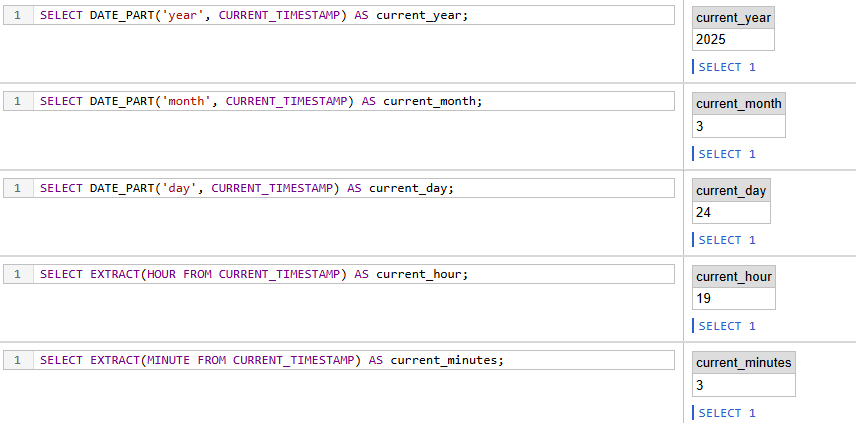 1 SELECT DATE_PART('year', CURRENT_TIMESTAMP) AS current_year;
current_year
2025
SELECT 1
1 SELECT DATE_PART('month', CURRENT_TIMESTAMP) AS current_month;
current_month
3
SELECT 1
1 SELECT DATE_PART('day', CURRENT_TIMESTAMP) AS current_day;
current_day
24
SELECT 1
1 SELECT EXTRACT(HOUR FROM CURRENT_TIMESTAMP) AS current_hour;
current_hour
19
SELECT 1
1 SELECT EXTRACT(MINUTE FROM CURRENT_TIMESTAMP) AS current_minutes;
current_minutes
3
SELECT 1